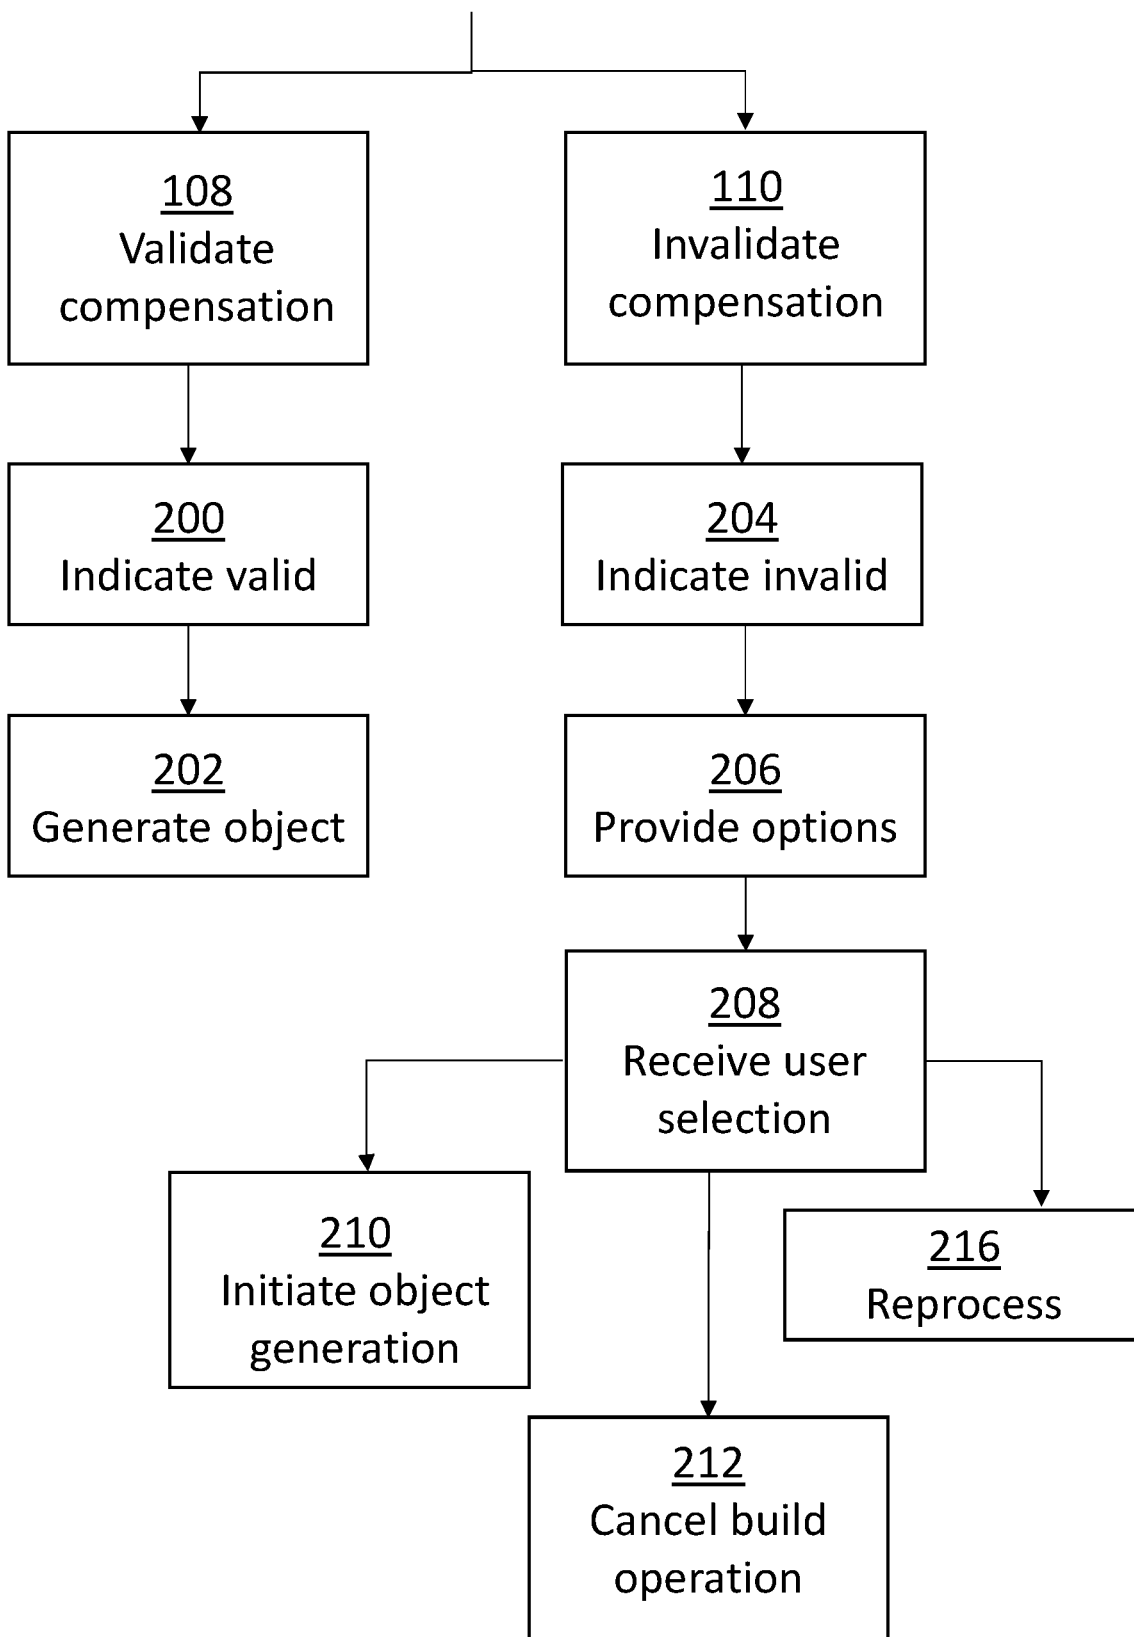 108
Validate
compensation
110
Invalidate
compensation
200
Indicate valid
204
Indicate invalid
202
Generate object
206
Provide options
208
Receive user
selection
210
Initiate object
generation
216
Reprocess
212
Cancel build
operation